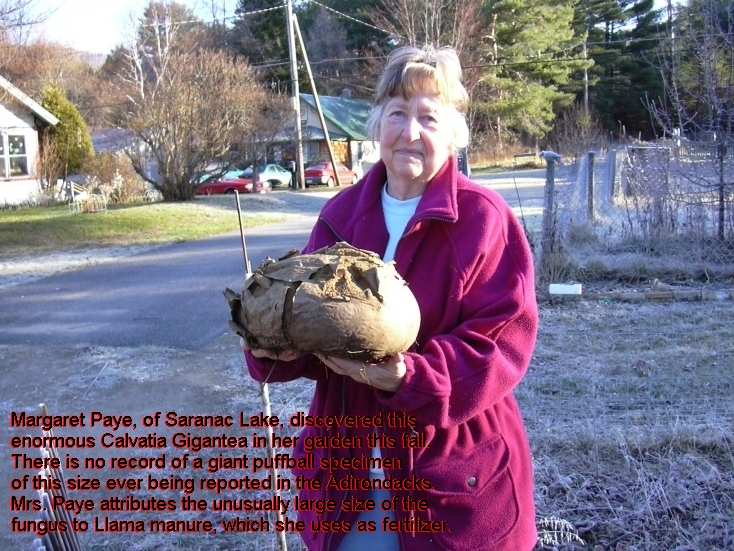 Margaret Paye, of Saranac Lake, discovered this
enormous Calvatia Gigantea in her garden this fall.
There is no record of a giant puffball specimen
of this size ever being reported in the Adirondacks.
Mrs. Paye attributes the unusually large size of the
fungus to Llama manure, which she uses as fertilzer.